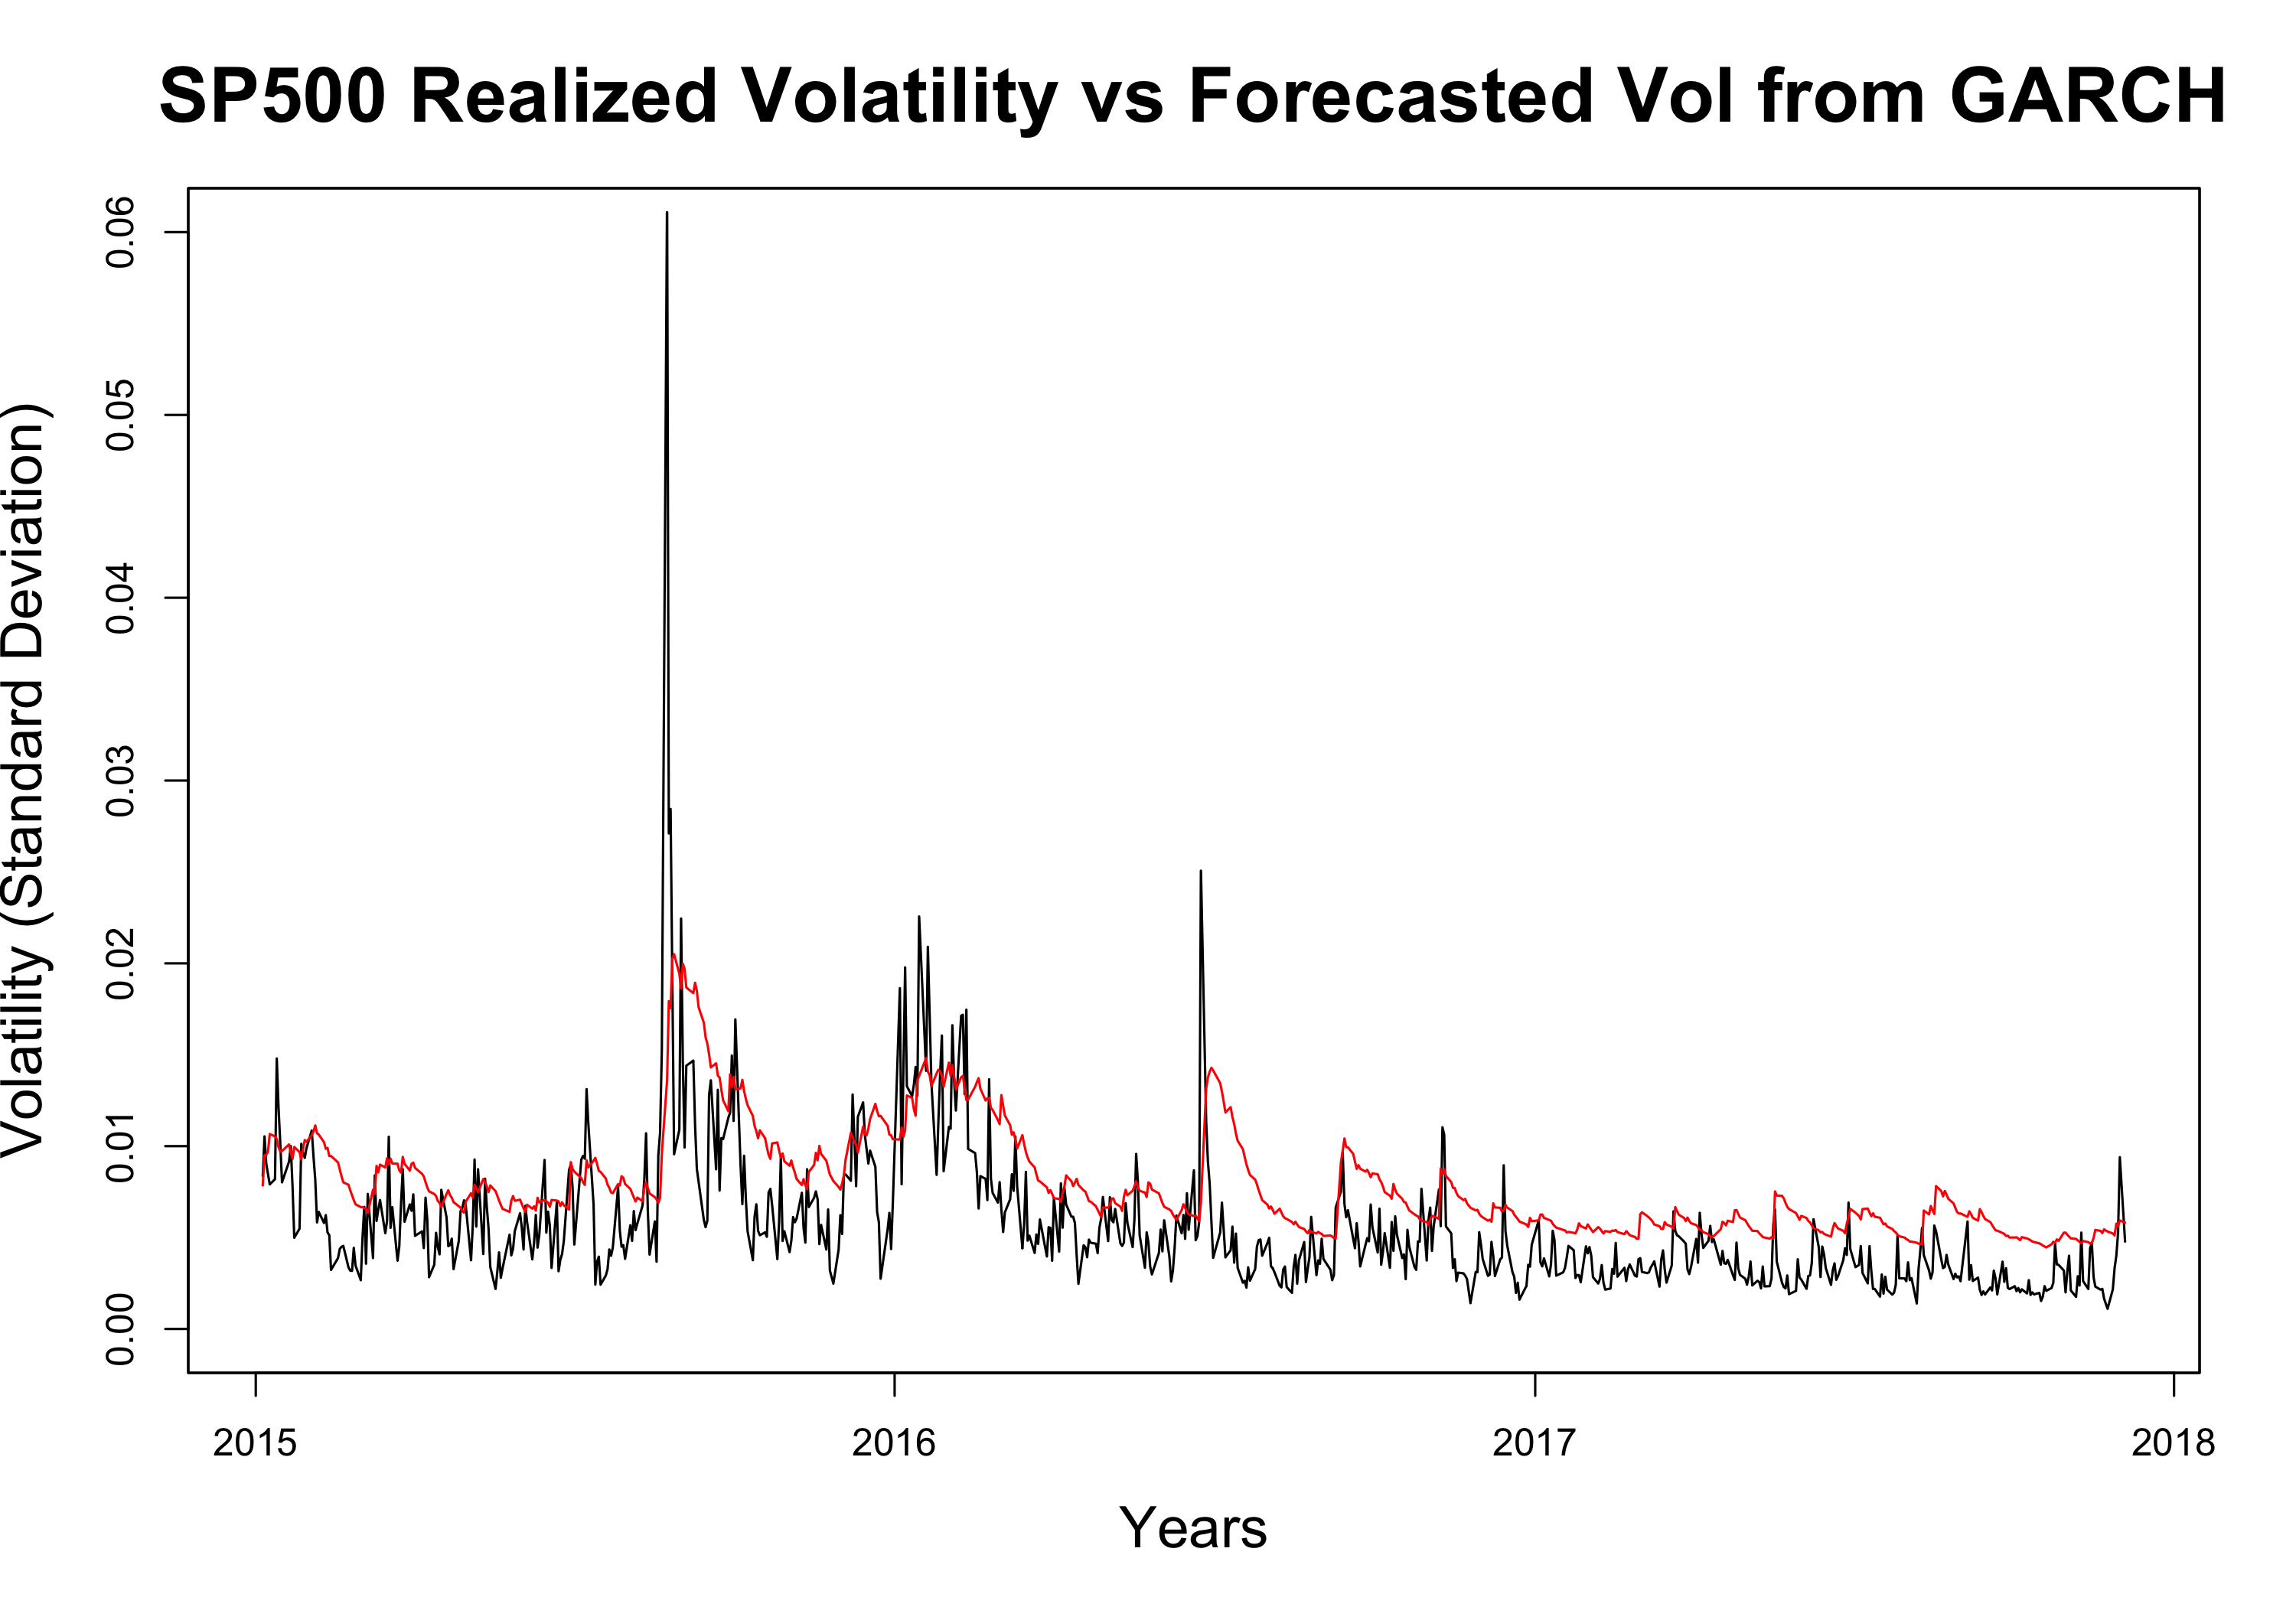 SP500 Realized Volatility vs Forecasted Vol from GARCH
Volatility (Standard Deviation)
0.06
0.05
0.04
0.03
0.02
0.01
0.00
2015 2016 2017 2018
Years